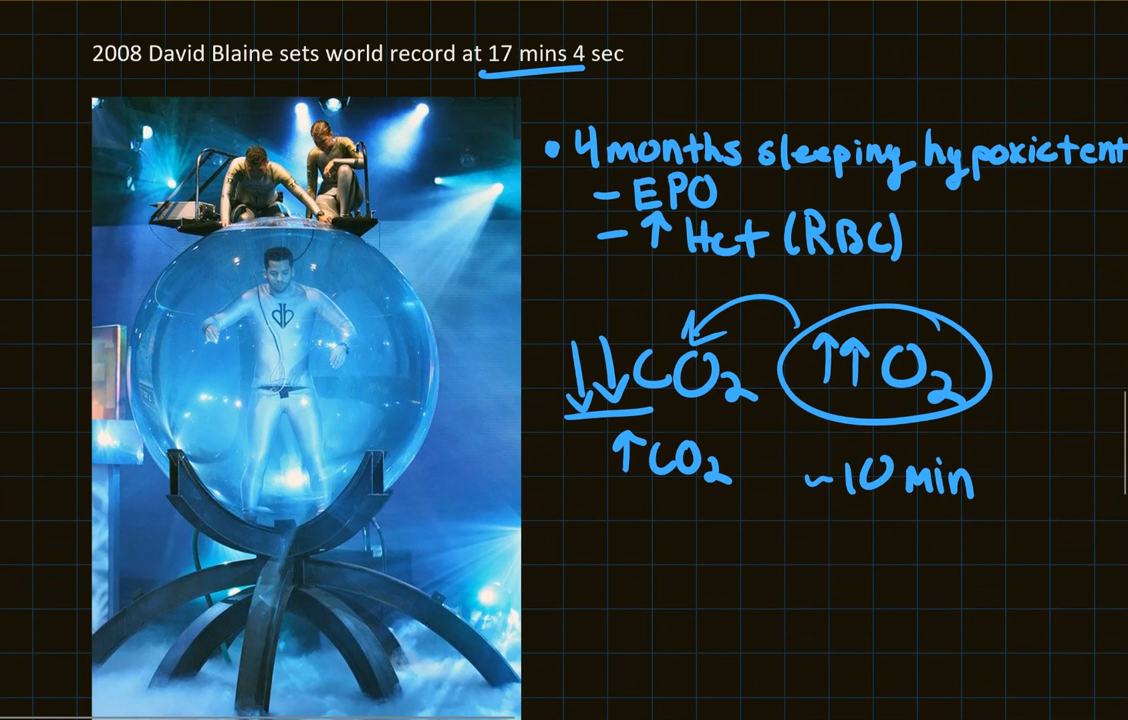 2008 David Blaine sets world record at 17 mins 4 sec
• 4 months sleeping hypoxic tent
- EPO
- ↑ Hct (RBC)
↓↓ CO2 ↑↑ O2
↑ CO2 ~10 min
db